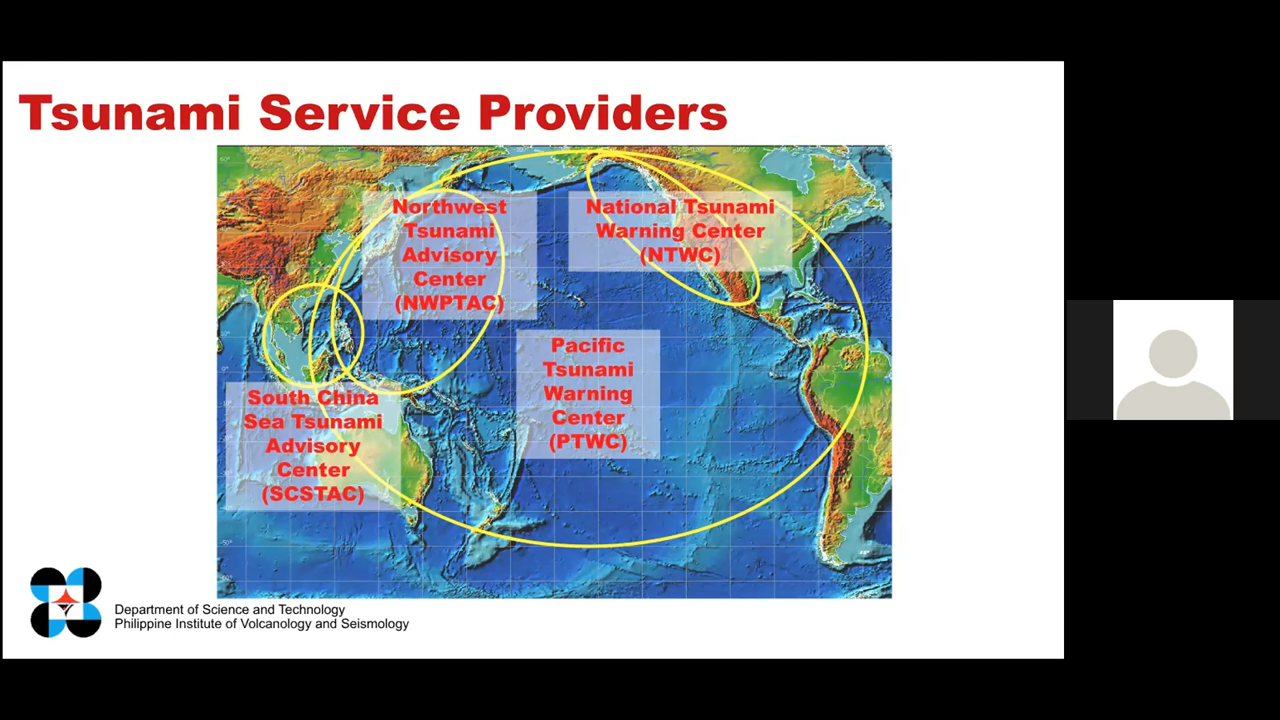 Tsunami Service Providers
Northwest
Tsunami
Advisory
Center
(NWPTAC)
National Tsunami
Warning Center
(NTWC)
Pacific
Tsunami
Warning
Center
(PTWC)
South China
Sea Tsunami
Advisory
Center
(SCSTAC)
Department of Science and Technology
Philippine Institute of Volcanology and Seismology